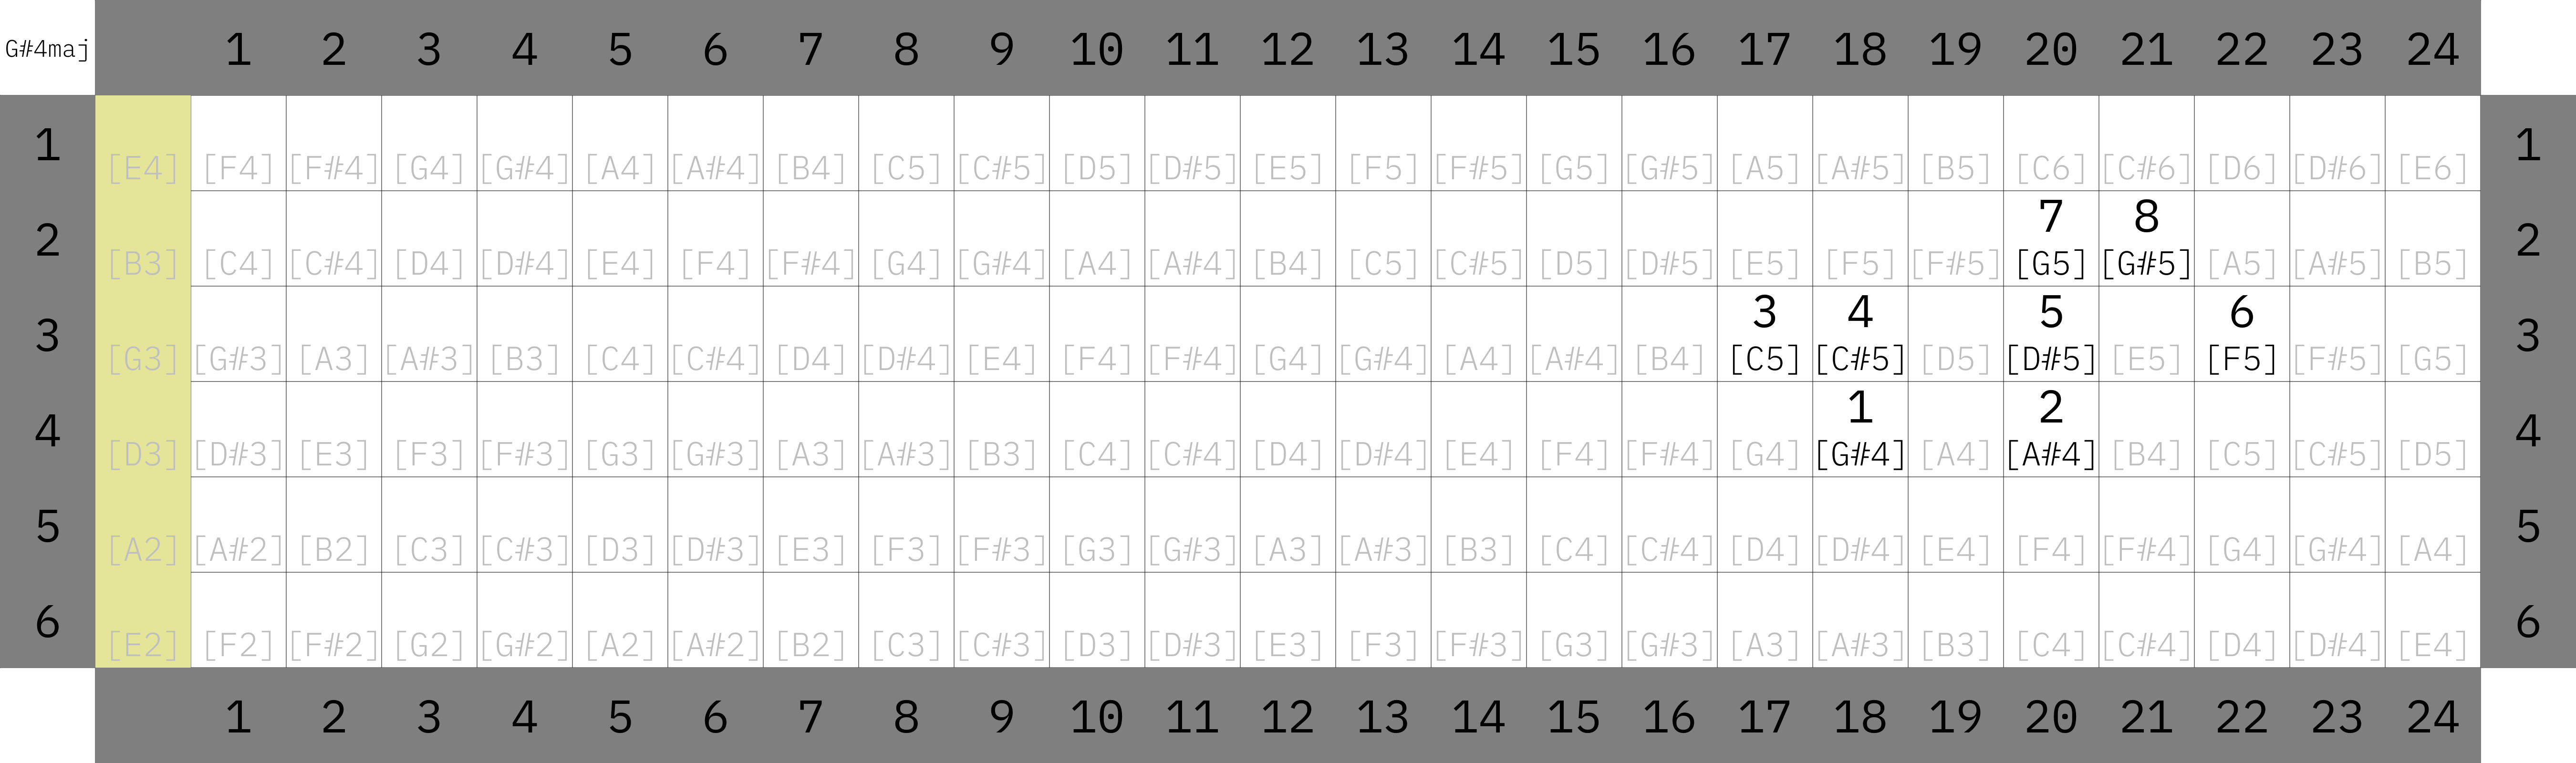 G#4maj 1 2 3 4 5 6 7 8 9 10 11 12 13 14 15 16 17 18 19 20 21 22 23 24
1 1
[E4] [F4] [F#4] [G4] [G#4] [A4] [A#4] [B4] [C5] [C#5] [D5] [D#5] [E5] [F5] [F#5] [G5] [G#5] [A5] [A#5] [B5] [C6] [C#6] [D6] [D#6] [E6]
2 7 8 2
[B3] [C4] [C#4] [D4] [D#4] [E4] [F4] [F#4] [G4] [G#4] [A4] [A#4] [B4] [C5] [C#5] [D5] [D#5] [E5] [F5] [F#5] [G5] [G#5] [A5] [A#5] [B5]
3 3 4 5 6 3
[G3] [G#3] [A3] [A#3] [B3] [C4] [C#4] [D4] [D#4] [E4] [F4] [F#4] [G4] [G#4] [A4] [A#4] [B4] [C5] [C#5] [D5] [D#5] [E5] [F5] [F#5] [G5]
4 1 2 4
[D3] [D#3] [E3] [F3] [F#3] [G3] [G#3] [A3] [A#3] [B3] [C4] [C#4] [D4] [D#4] [E4] [F4] [F#4] [G4] [G#4] [A4] [A#4] [B4] [C5] [C#5] [D5]
5 5
[A2] [A#2] [B2] [C3] [C#3] [D3] [D#3] [E3] [F3] [F#3] [G3] [G#3] [A3] [A#3] [B3] [C4] [C#4] [D4] [D#4] [E4] [F4] [F#4] [G4] [G#4] [A4]
6 6
[E2] [F2] [F#2] [G2] [G#2] [A2] [A#2] [B2] [C3] [C#3] [D3] [D#3] [E3] [F3] [F#3] [G3] [G#3] [A3] [A#3] [B3] [C4] [C#4] [D4] [D#4] [E4]
1 2 3 4 5 6 7 8 9 10 11 12 13 14 15 16 17 18 19 20 21 22 23 24